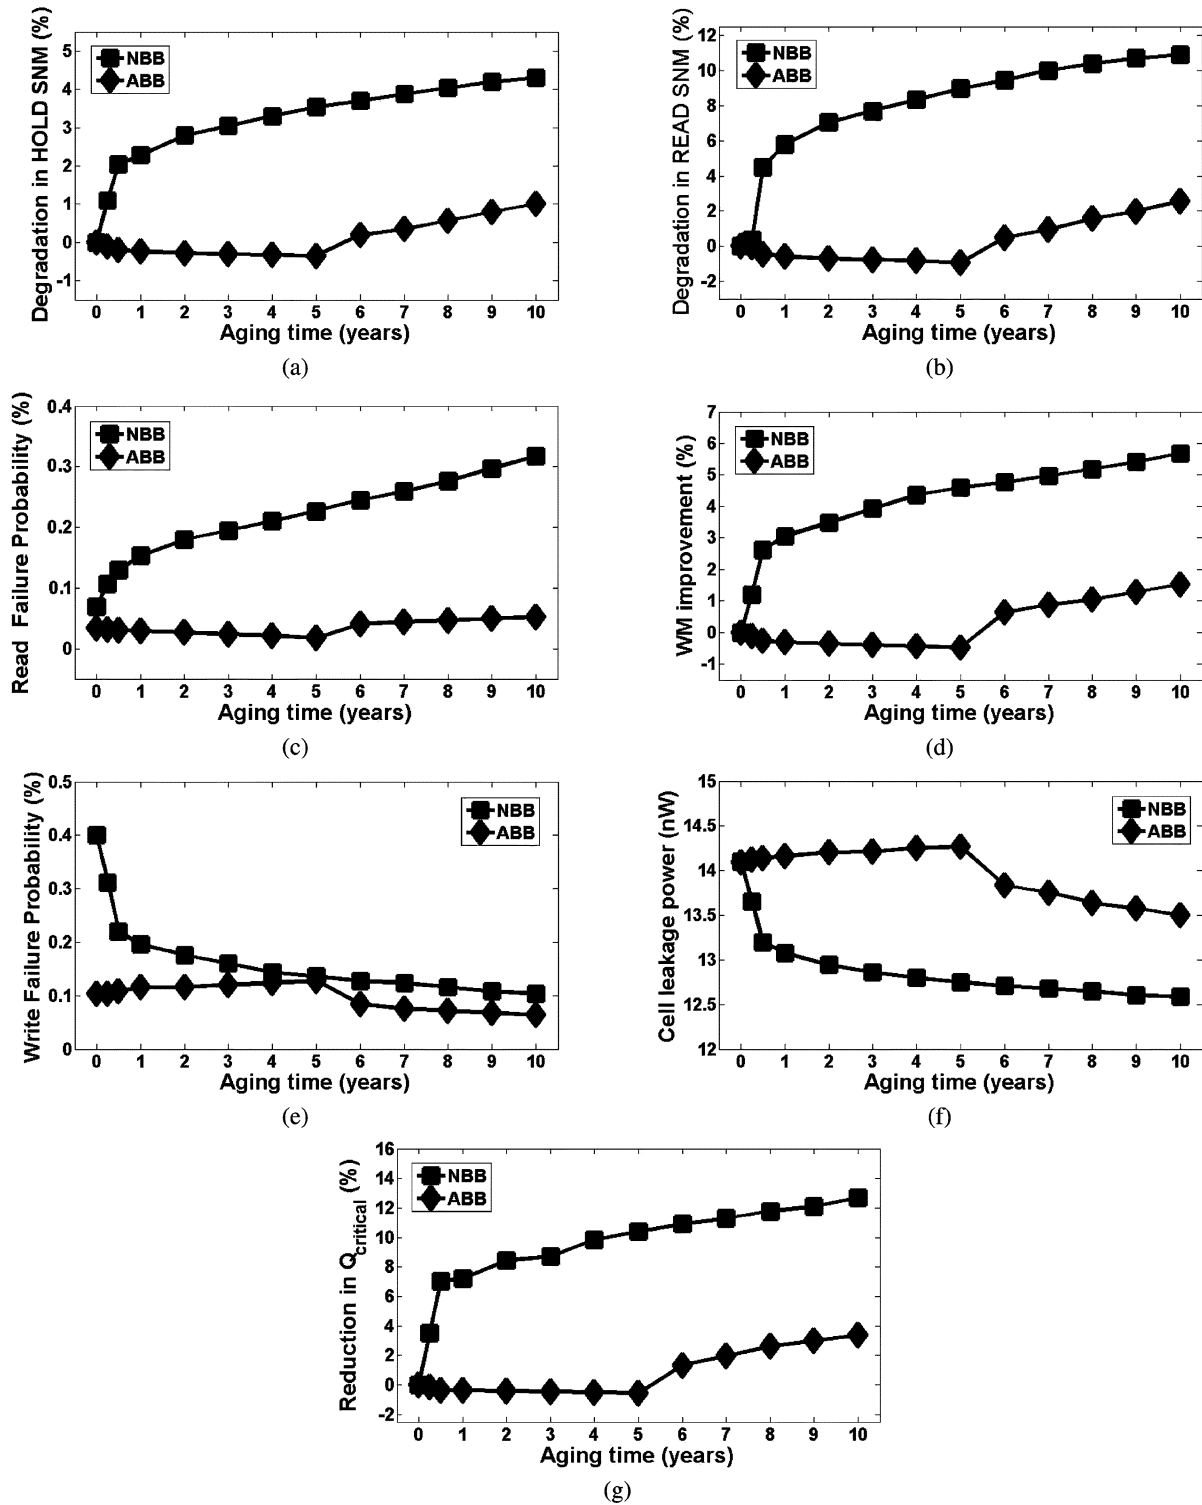 Degradation in HOLD SNM (%)
NBB
ABB
5
4
3
2
1
0
-1
0 1 2 3 4 5 6 7 8 9 10
Aging time (years)
(a)
Degradation in READ SNM (%)
NBB
ABB
12
10
8
6
4
2
0
-2
0 1 2 3 4 5 6 7 8 9 10
Aging time (years)
(b)
Read Failure Probability (%)
NBB
ABB
0.4
0.3
0.2
0.1
0
0 1 2 3 4 5 6 7 8 9 10
Aging time (years)
(c)
WM improvement (%)
NBB
ABB
7
6
5
4
3
2
1
0
-1
0 1 2 3 4 5 6 7 8 9 10
Aging time (years)
(d)
Write Failure Probability (%)
NBB
ABB
0.5
0.4
0.3
0.2
0.1
0
0 1 2 3 4 5 6 7 8 9 10
Aging time (years)
(e)
Cell leakage power (nW)
NBB
ABB
15
14.5
14
13.5
13
12.5
12
0 1 2 3 4 5 6 7 8 9 10
Aging time (years)
(f)
Reduction in Qcritical (%)
NBB
ABB
16
14
12
10
8
6
4
2
0
-2
0 1 2 3 4 5 6 7 8 9 10
Aging time (years)
(g)